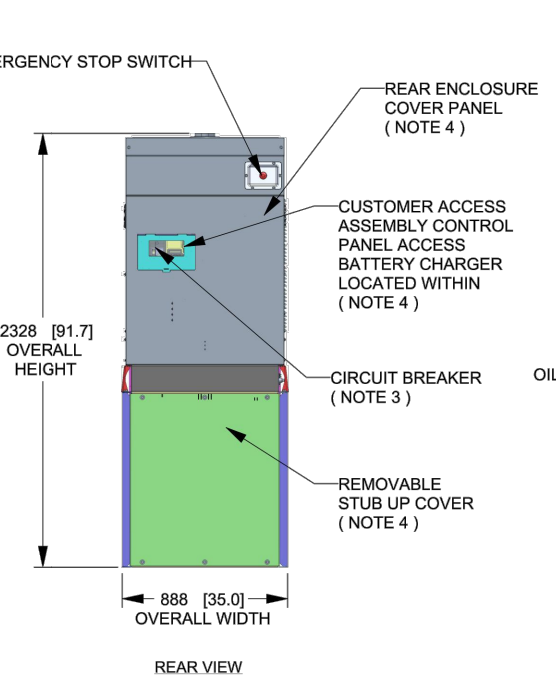 ERGENCY STOP SWITCH
REAR ENCLOSURE
COVER PANEL
( NOTE 4 )
CUSTOMER ACCESS
ASSEMBLY CONTROL
PANEL ACCESS
BATTERY CHARGER
LOCATED WITHIN
( NOTE 4 )
2328 [91.7]
OVERALL
HEIGHT
CIRCUIT BREAKER
( NOTE 3 )
OIL
REMOVABLE
STUB UP COVER
( NOTE 4 )
888 [35.0]
OVERALL WIDTH
REAR VIEW